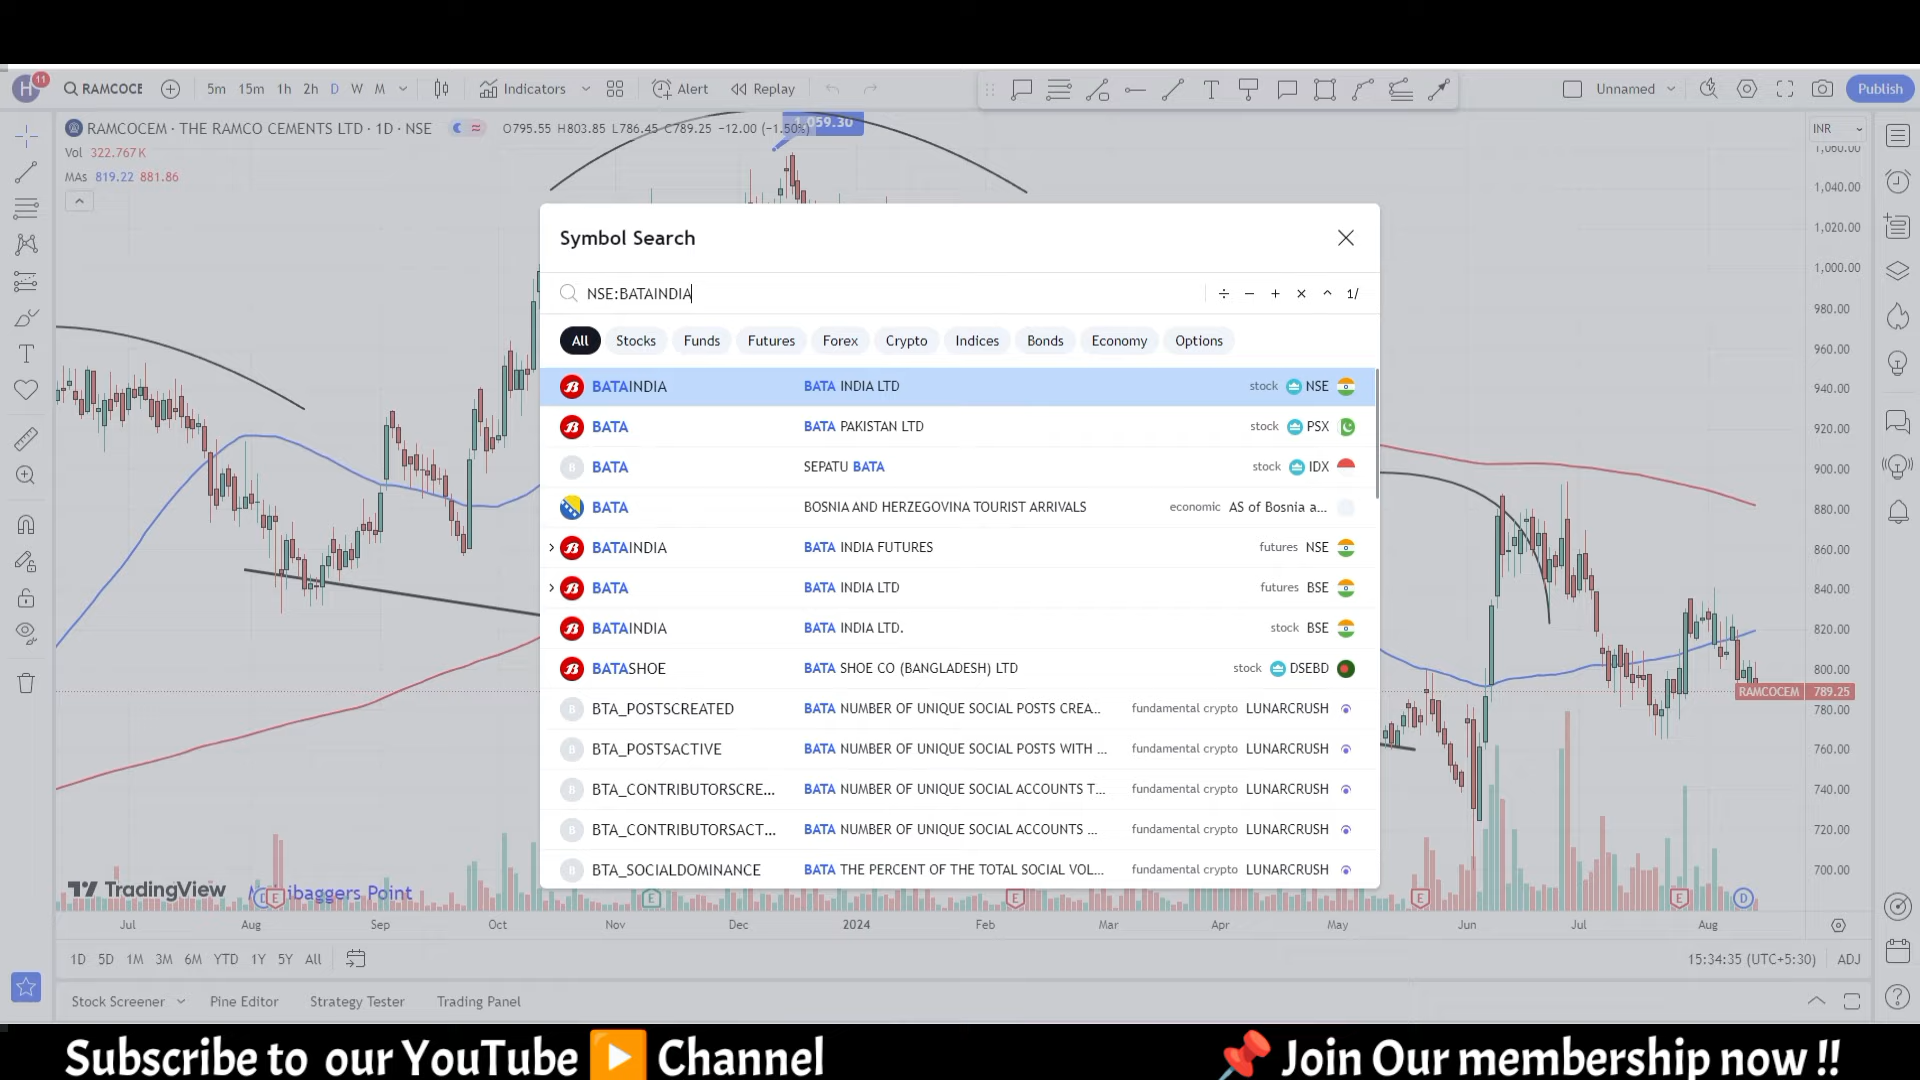 H 11 RAMCOCE 5m 15m 1h 2h D W M Indicators Alert Replay Unnamed Publish
RAMCOCEM · THE RAMCO CEMENTS LTD · 1D · NSE O795.55 H803.85 L786.45 C789.25 −12.00 (−1.50%) 1,059.30 INR
Vol 322.767K
MAs 819.22 881.86
1,060.00
1,040.00
1,020.00
1,000.00
980.00
960.00
940.00
920.00
900.00
880.00
860.00
840.00
820.00
800.00
RAMCOCEM 789.25
780.00
760.00
740.00
720.00
700.00
Symbol Search
NSE:BATAINDIA ÷ − + × ^ 1/
All Stocks Funds Futures Forex Crypto Indices Bonds Economy Options
BATAINDIA BATA INDIA LTD stock NSE
BATA BATA PAKISTAN LTD stock PSX
B BATA SEPATU BATA stock IDX
BATA BOSNIA AND HERZEGOVINA TOURIST ARRIVALS economic AS of Bosnia a...
B BATAINDIA BATA INDIA FUTURES futures NSE
B BATA BATA INDIA LTD futures BSE
B BATAINDIA BATA INDIA LTD. stock BSE
B BATASHOE BATA SHOE CO (BANGLADESH) LTD stock DSEBD
B BTA_POSTSCREATED BATA NUMBER OF UNIQUE SOCIAL POSTS CREA... fundamental crypto LUNARCRUSH
B BTA_POSTSACTIVE BATA NUMBER OF UNIQUE SOCIAL POSTS WITH ... fundamental crypto LUNARCRUSH
B BTA_CONTRIBUTORSCRE... BATA NUMBER OF UNIQUE SOCIAL ACCOUNTS T... fundamental crypto LUNARCRUSH
B BTA_CONTRIBUTORSACT... BATA NUMBER OF UNIQUE SOCIAL ACCOUNTS ... fundamental crypto LUNARCRUSH
B BTA_SOCIALDOMINANCE BATA THE PERCENT OF THE TOTAL SOCIAL VOL... fundamental crypto LUNARCRUSH
TradingView ibaggers Point
D E E E E E D
Jul Aug Sep Oct Nov Dec 2024 Feb Mar Apr May Jun Jul Aug
1D 5D 1M 3M 6M YTD 1Y 5Y All 15:34:35 (UTC+5:30) ADJ
Stock Screener Pine Editor Strategy Tester Trading Panel
Subscribe to our YouTube Channel Join Our membership now !!